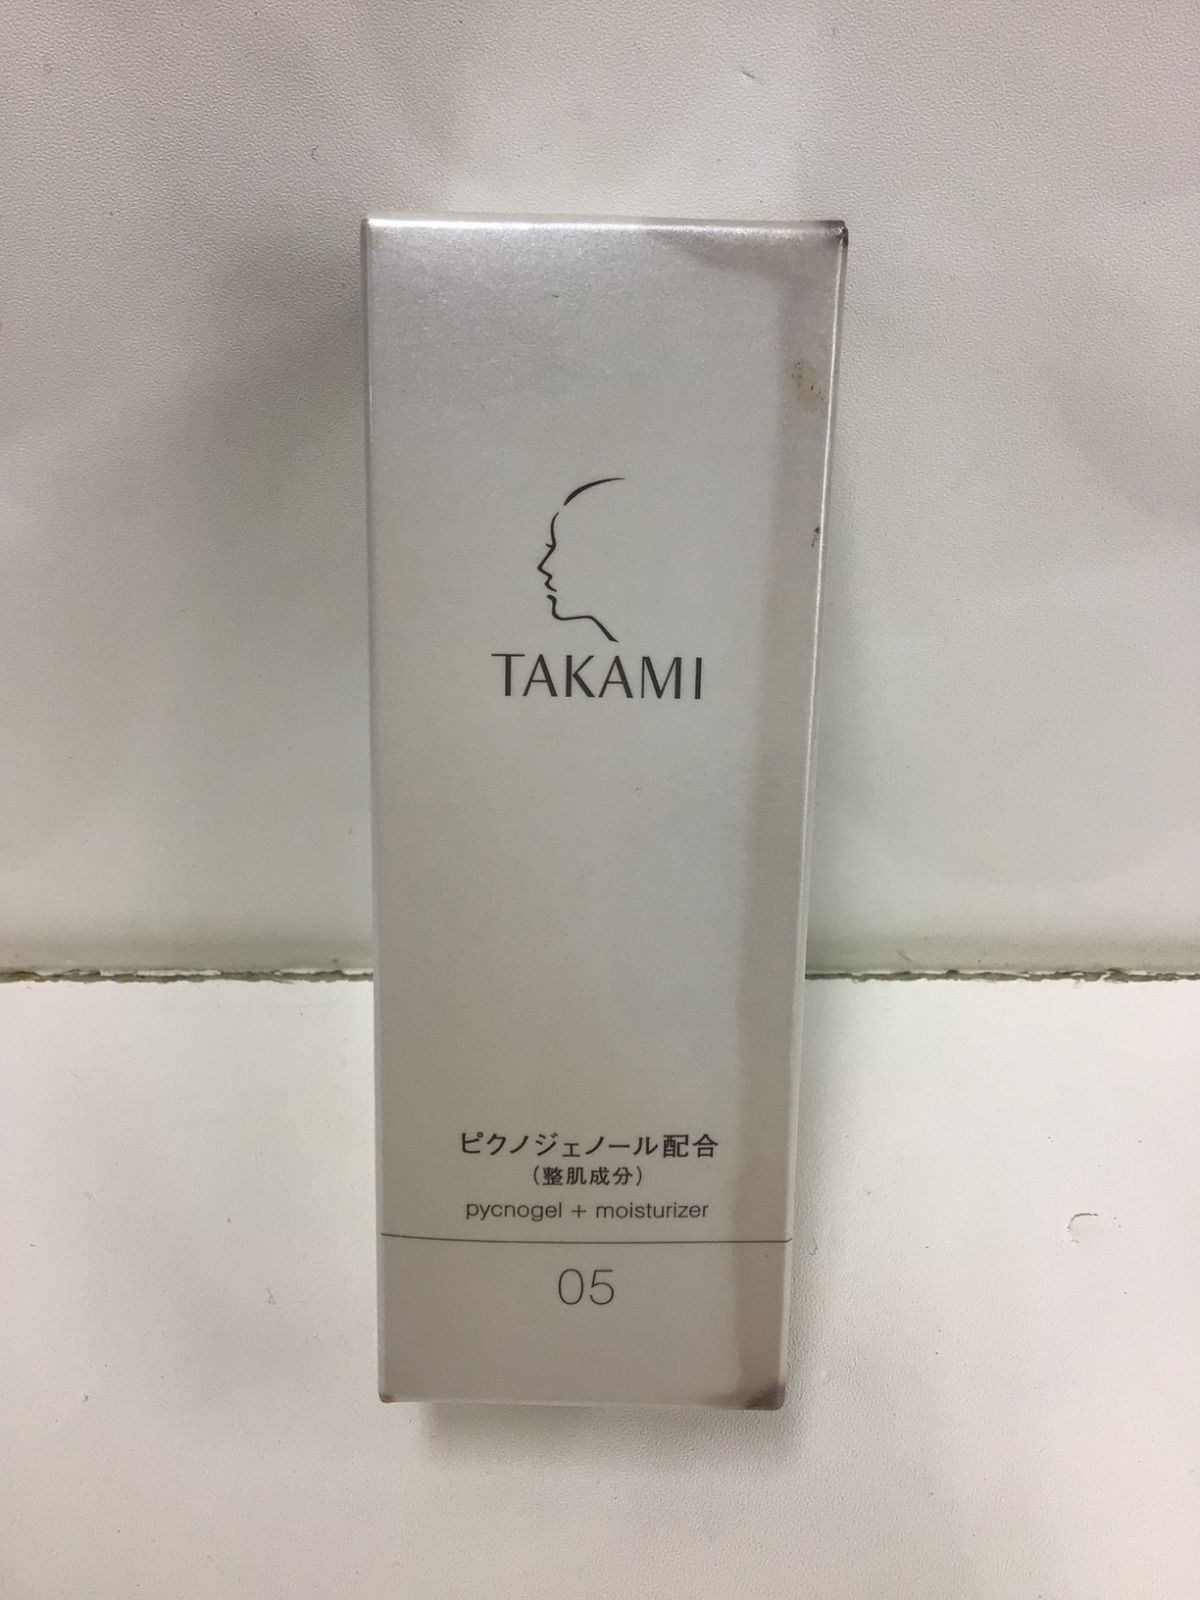 TAKAMI
ピクノジェノール配合
(整肌成分)
pycnogel + moisturizer
05